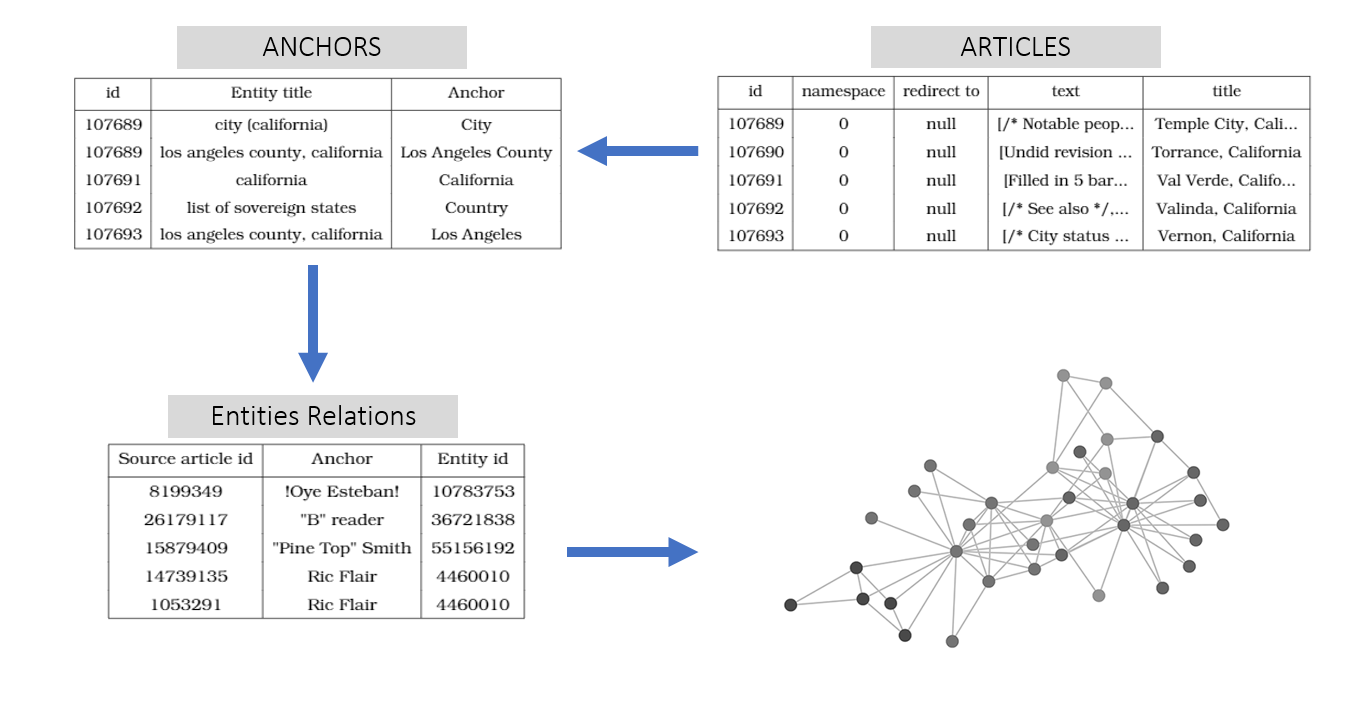 ANCHORS
id Entity title Anchor
107689 city (california) City
107689 los angeles county, california Los Angeles County
107691 california California
107692 list of sovereign states Country
107693 los angeles county, california Los Angeles
ARTICLES
id namespace redirect to text title
107689 0 null [/* Notable peop... Temple City, Cali...
107690 0 null [Undid revision ... Torrance, California
107691 0 null [Filled in 5 bar... Val Verde, Califo...
107692 0 null [/* See also */,... Valinda, California
107693 0 null [/* City status ... Vernon, California
Entities Relations
Source article id Anchor Entity id
8199349 !Oye Esteban! 10783753
26179117 "B" reader 36721838
15879409 "Pine Top" Smith 55156192
14739135 Ric Flair 4460010
1053291 Ric Flair 4460010